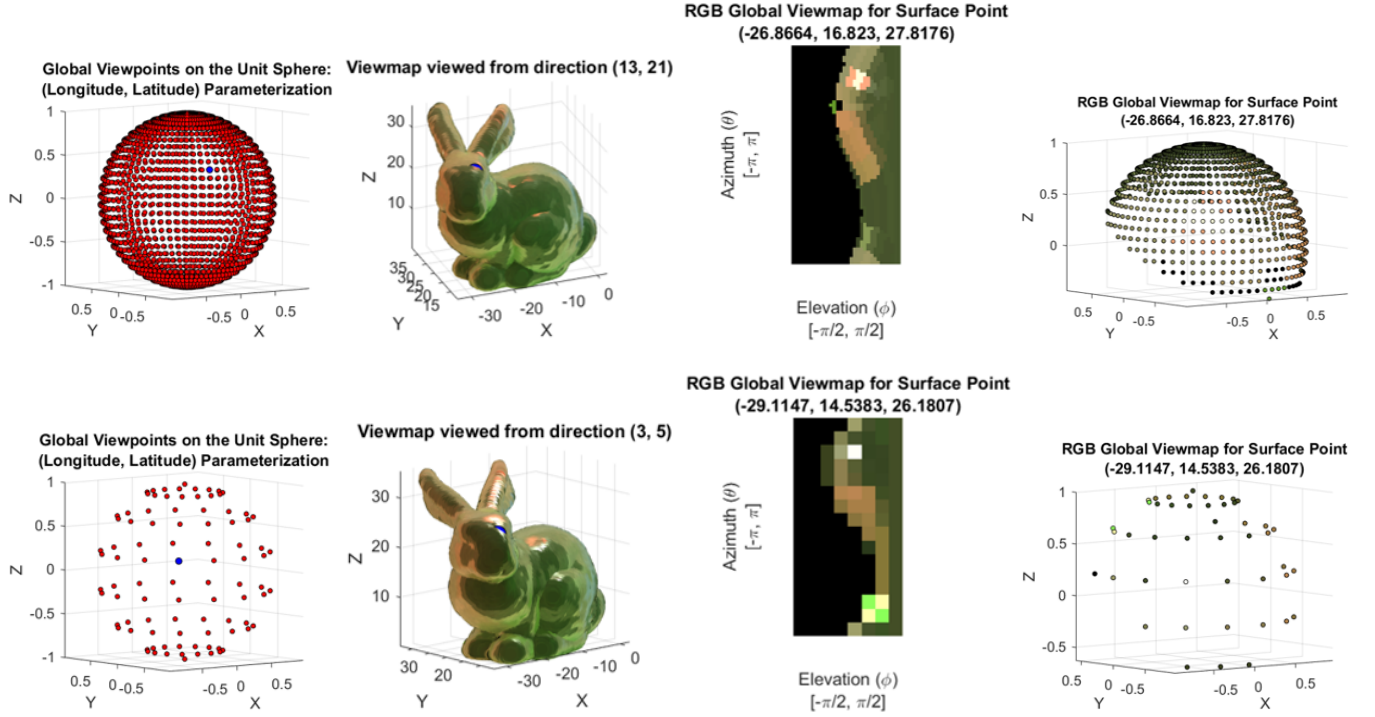 RGB Global Viewmap for Surface Point
(-26.8664, 16.823, 27.8176)
Global Viewpoints on the Unit Sphere:
(Longitude, Latitude) Parameterization
1
0.5
0
-0.5
-1
Z
0.5
0
-0.5
Y
-0.5
0
0.5
X
Viewmap viewed from direction (13, 21)
30
20
10
Z
35
30
25
20
15
Y
-30
-20
-10
0
X
Azimuth (θ)
[-π, π]
Elevation (ϕ)
[-π/2, π/2]
RGB Global Viewmap for Surface Point
(-26.8664, 16.823, 27.8176)
1
0.5
0
Z
0.5
0
-0.5
Y
-0.5
0
0.5
X
Global Viewpoints on the Unit Sphere:
(Longitude, Latitude) Parameterization
1
0.5
0
-0.5
-1
Z
0.5
0
-0.5
Y
-0.5
0
0.5
X
Viewmap viewed from direction (3, 5)
30
20
10
Z
30
20
Y
-30
-20
-10
0
X
RGB Global Viewmap for Surface Point
(-29.1147, 14.5383, 26.1807)
Azimuth (θ)
[-π, π]
Elevation (ϕ)
[-π/2, π/2]
RGB Global Viewmap for Surface Point
(-29.1147, 14.5383, 26.1807)
1
0.5
0
-0.5
Z
0.5
0
-0.5
Y
-0.5
0
0.5
X